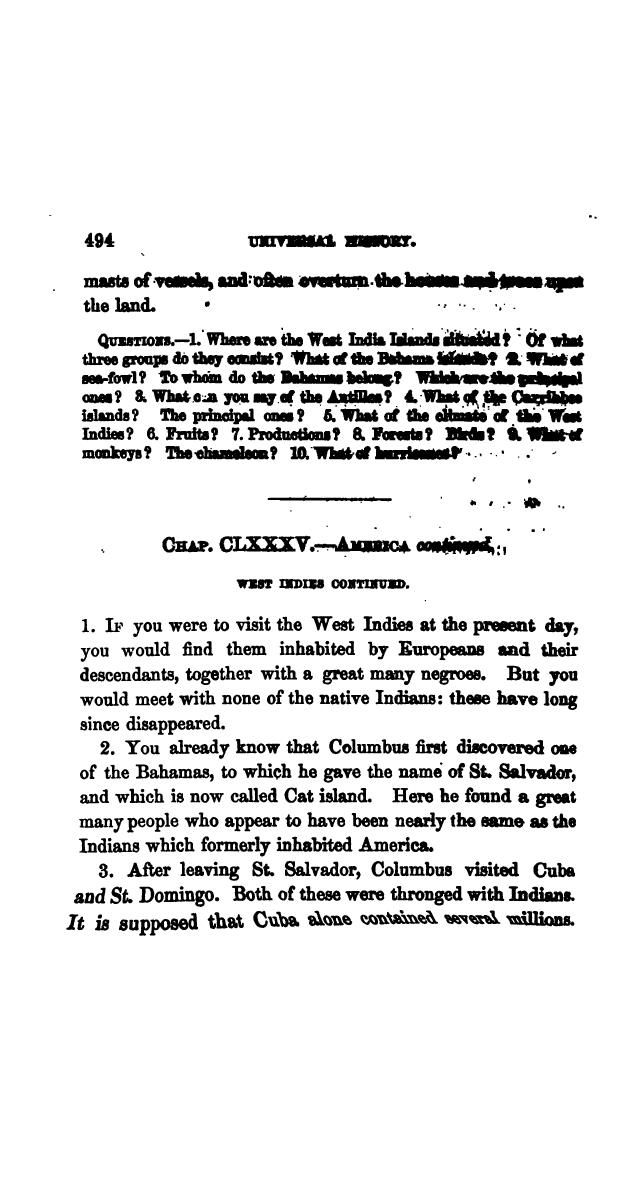 494 UNIVERSAL HISTORY.
masts of vessels, and often overturn the houses and trees upon
the land.
QUESTIONS.—1. Where are the West India Islands situated? Of what
three groups do they consist? What of the Bahama islands? 2. What of
sea-fowl? To whom do the Bahamas belong? Which are the principal
ones? 3. What can you say of the Antilles? 4. What of the Carribbee
islands? The principal ones? 5. What of the climate of the West
Indies? 6. Fruits? 7. Productions? 8. Forests? Birds? 9. What of
monkeys? The chameleon? 10. What of hurricanes?
CHAP. CLXXXV.—AMERICA continued,
WEST INDIES CONTINUED.
1. IF you were to visit the West Indies at the present day,
you would find them inhabited by Europeans and their
descendants, together with a great many negroes. But you
would meet with none of the native Indians: these have long
since disappeared.
2. You already know that Columbus first discovered one
of the Bahamas, to which he gave the name of St. Salvador,
and which is now called Cat island. Here he found a great
many people who appear to have been nearly the same as the
Indians which formerly inhabited America.
3. After leaving St. Salvador, Columbus visited Cuba
and St. Domingo. Both of these were thronged with Indians.
It is supposed that Cuba alone contained several millions.